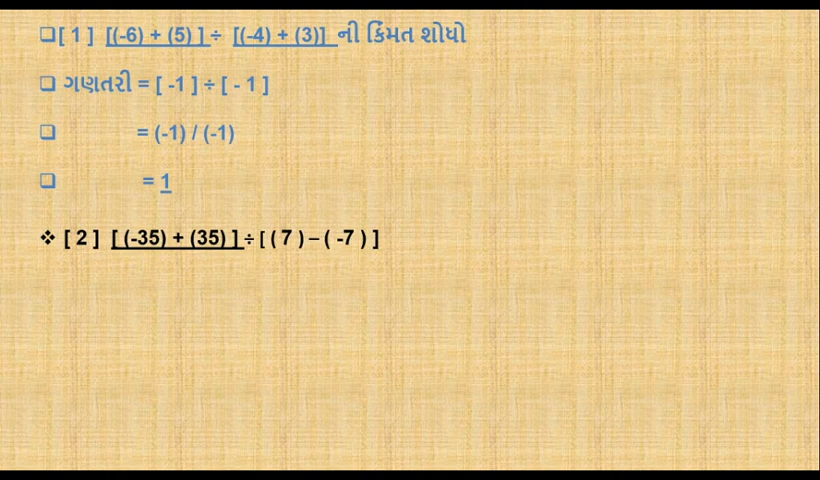 ❑[ 1 ] [(-6) + (5) ] ÷ [(-4) + (3)] ની કિંમત શોધો
❑ ગણતરી = [ -1 ] ÷ [ - 1 ]
❑ = (-1) / (-1)
❑ = 1
❖ [ 2 ] [ (-35) + (35) ] ÷ [ ( 7 ) – ( -7 ) ]